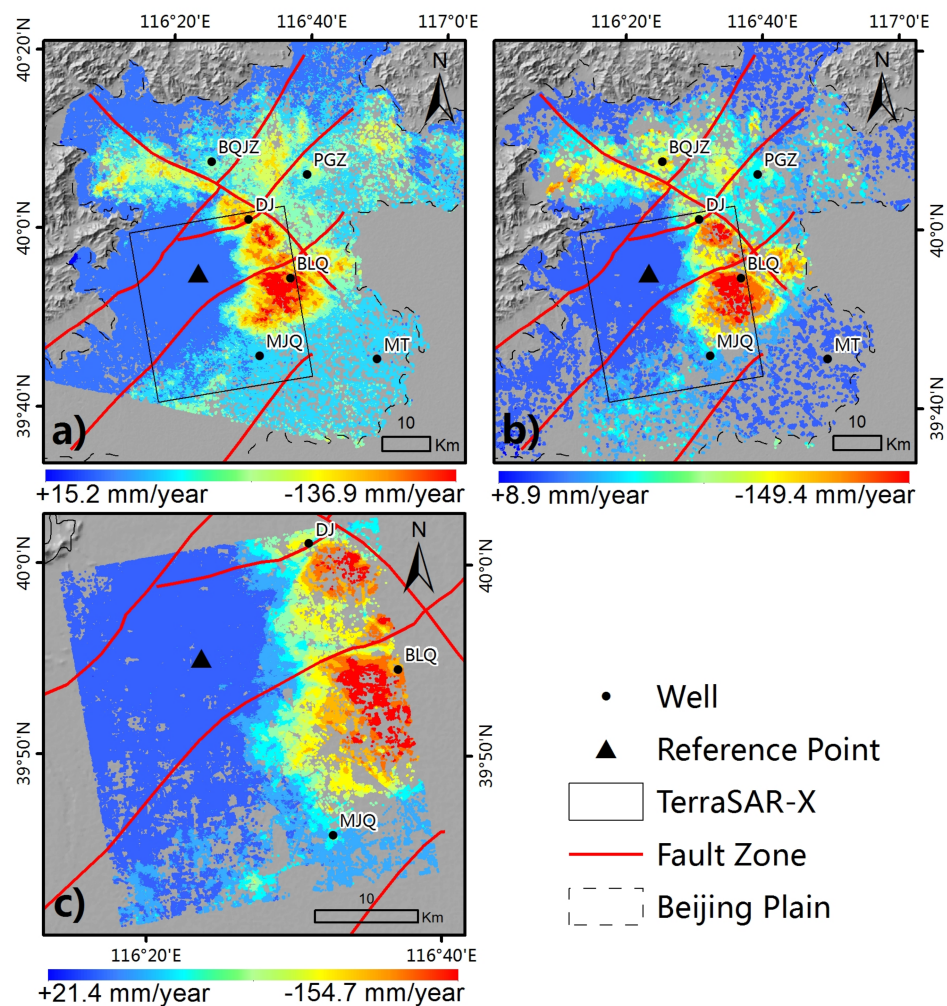 116°20'E 116°40'E 117°0'E
116°20'E 116°40'E 117°0'E
40°20'N
40°0'N
39°40'N
N
BQJZ
PGZ
DJ
BLQ
MJQ
MT
a)
10
Km
N
BQJZ
PGZ
DJ
BLQ
MJQ
MT
b)
10
Km
40°20'N
40°0'N
39°40'N
+15.2 mm/year -136.9 mm/year
+8.9 mm/year -149.4 mm/year
40°0'N
39°50'N
DJ
N
BLQ
MJQ
c)
10
Km
40°0'N
39°50'N
116°20'E 116°40'E
+21.4 mm/year -154.7 mm/year
Well
Reference Point
TerraSAR-X
Fault Zone
Beijing Plain